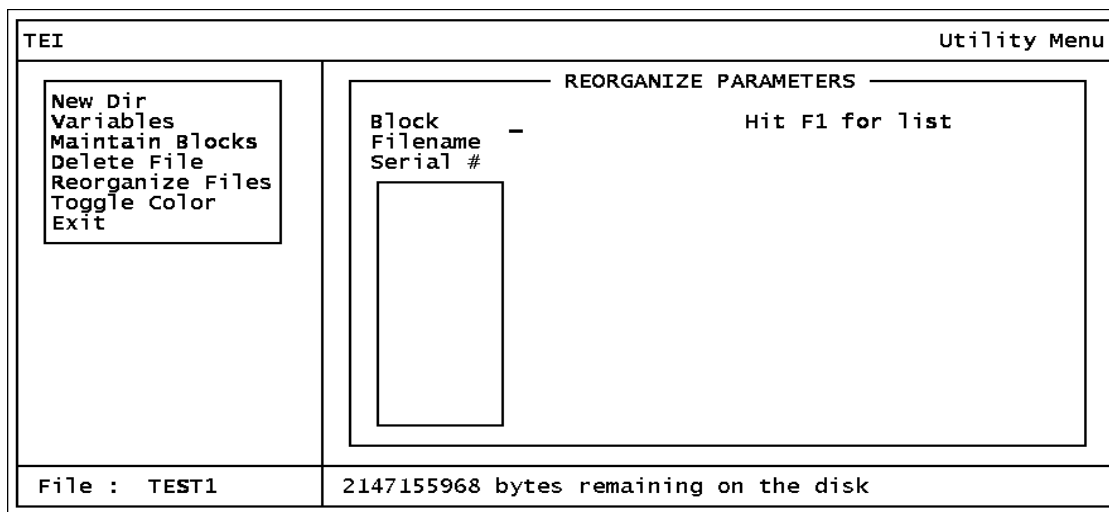 TEI
Utility Menu
New Dir
Variables
Maintain Blocks
Delete File
Reorganize Files
Toggle Color
Exit
REORGANIZE PARAMETERS
Block _ Hit F1 for list
Filename
Serial #
File : TEST1
2147155968 bytes remaining on the disk